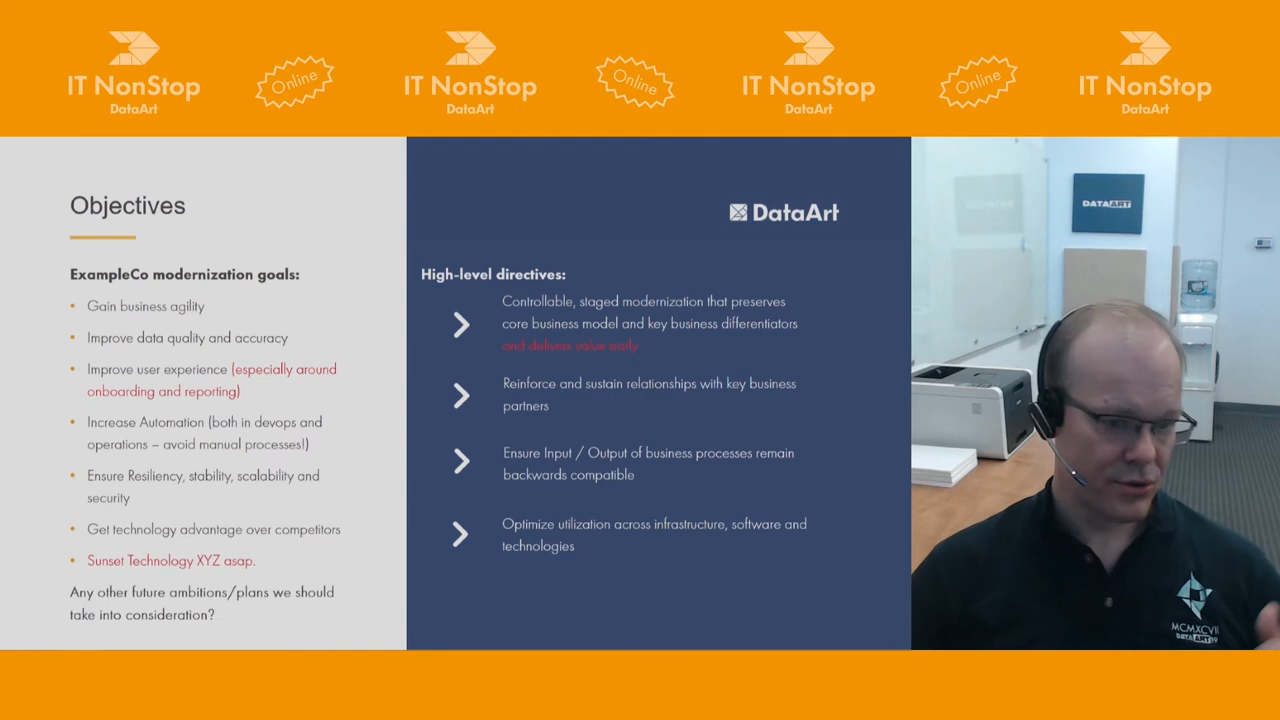 IT NonStop
DataArt
Online
IT NonStop
DataArt
Online
IT NonStop
DataArt
Online
IT NonStop
DataArt
Objectives
ExampleCo modernization goals:
• Gain business agility
• Improve data quality and accuracy
• Improve user experience (especially around
onboarding and reporting)
• Increase Automation (both in devops and
operations – avoid manual processes!)
• Ensure Resiliency, stability, scalability and
security
• Get technology advantage over competitors
• Sunset Technology XYZ asap.
Any other future ambitions/plans we should
take into consideration?
DataArt
High-level directives:
Controllable, staged modernization that preserves
core business model and key business differentiators
and delivers value early
Reinforce and sustain relationships with key business
partners
Ensure Input / Output of business processes remain
backwards compatible
Optimize utilization across infrastructure, software and
technologies
DATAART
MCMXCVII
DATAART19